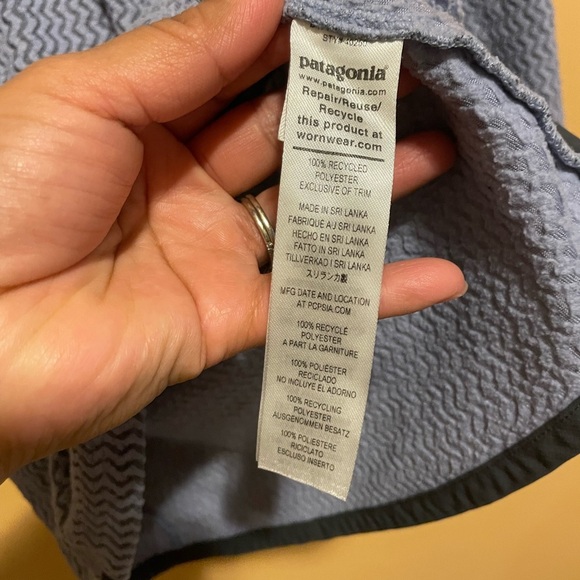 patagonia®
www.patagonia.com
Repair/Reuse/
Recycle
this product at
wornwear.com
100% RECYCLED
POLYESTER
EXCLUSIVE OF TRIM
MADE IN SRI LANKA
FABRIQUÉ AU SRI LANKA
HECHO EN SRI LANKA
FATTO IN SRI LANKA
TILLVERKAD I SRI LANKA
スリランカ製
MFG DATE AND LOCATION
AT PCPSIA.COM
100% RECYCLÉ
POLYESTER
A PART LA GARNITURE
100% POLIÉSTER
RECICLADO
NO INCLUYE EL ADORNO
100% RECYCLING
POLYESTER
AUSGENOMMEN BESATZ
100% POLIESTERE
RICICLATO
ESCLUSO INSERTO